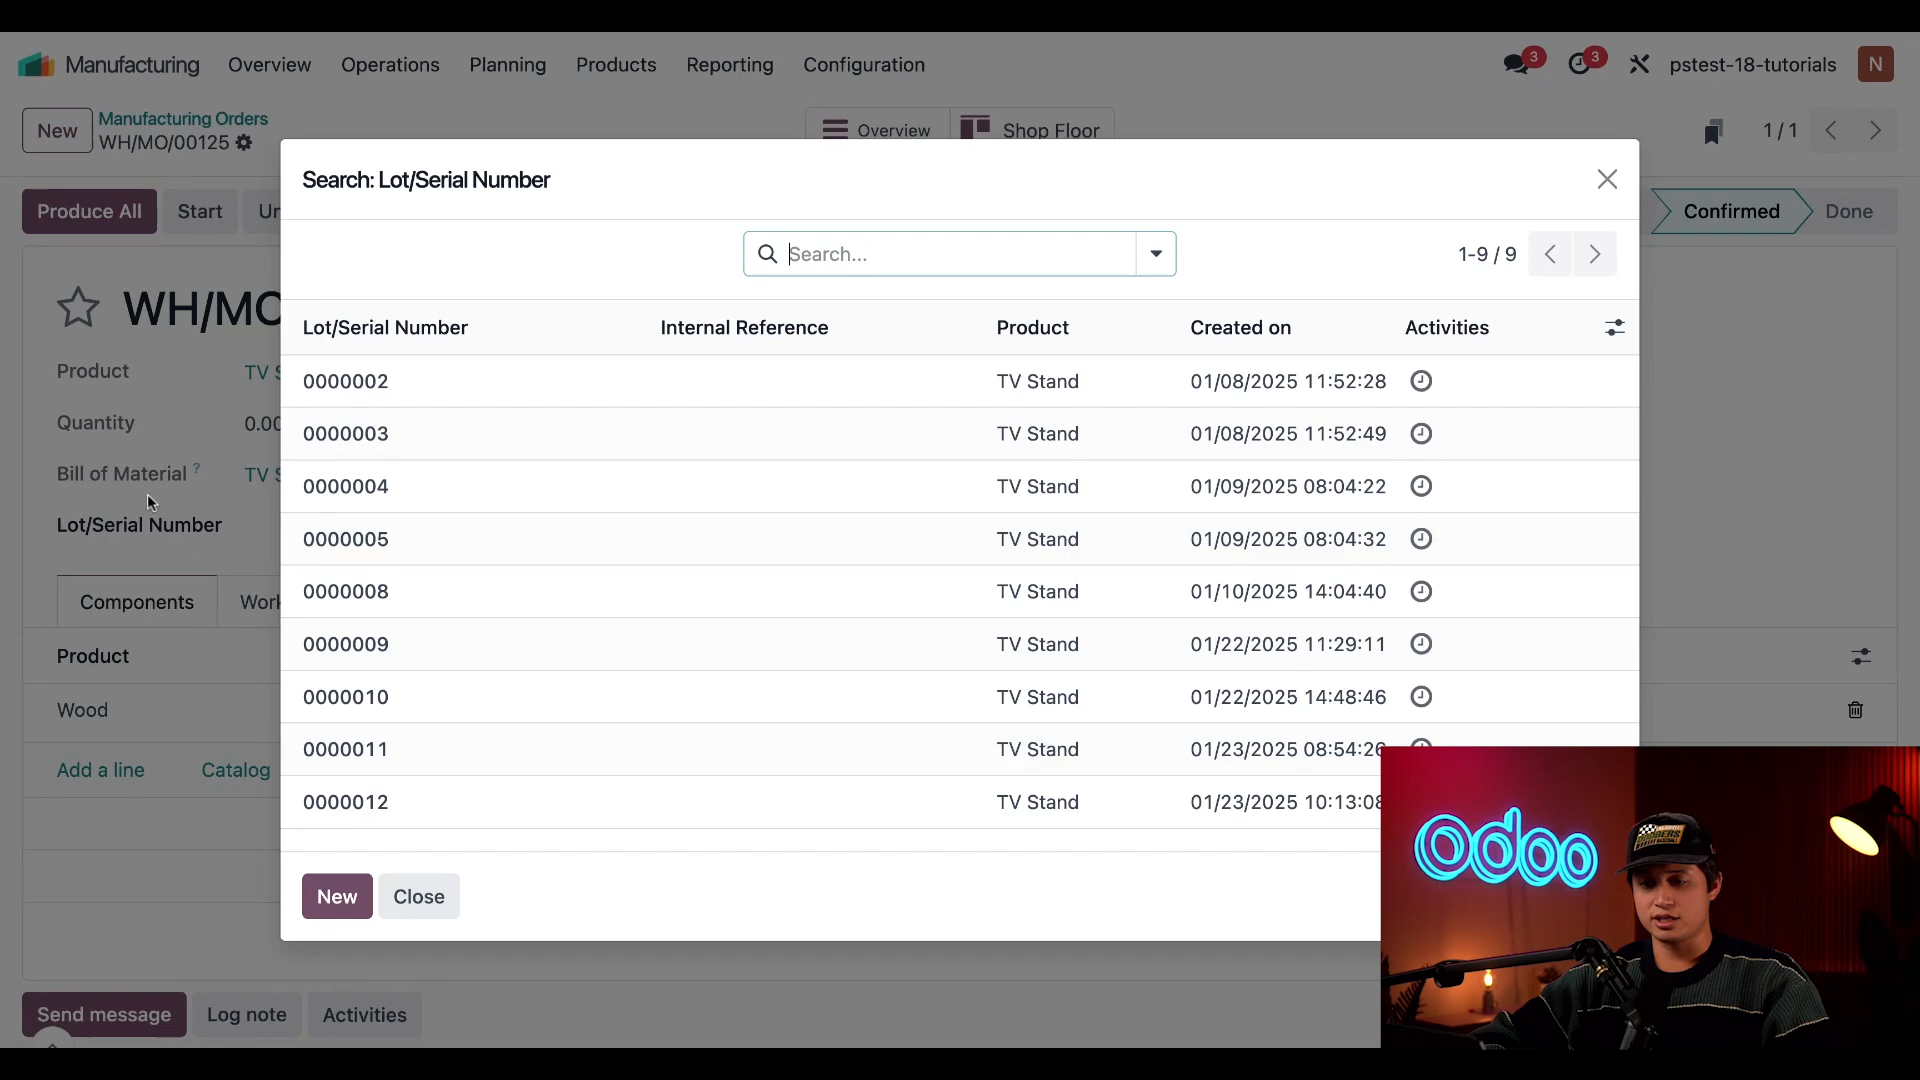 Manufacturing Overview Operations Planning Products Reporting Configuration 3 3 pstest-18-tutorials N
New Manufacturing Orders WH/MO/00125 Overview Shop Floor 1 / 1
Produce All Start Un Confirmed Done
Search: Lot/Serial Number
Search... 1-9 / 9
WH/MO
Product TV S
Quantity 0.00
Bill of Material ? TV S
Lot/Serial Number
Components Work
Product
Wood
Add a line Catalog
Lot/Serial Number Internal Reference Product Created on Activities
0000002 TV Stand 01/08/2025 11:52:28
0000003 TV Stand 01/08/2025 11:52:49
0000004 TV Stand 01/09/2025 08:04:22
0000005 TV Stand 01/09/2025 08:04:32
0000008 TV Stand 01/10/2025 14:04:40
0000009 TV Stand 01/22/2025 11:29:11
0000010 TV Stand 01/22/2025 14:48:46
0000011 TV Stand 01/23/2025 08:54:26
0000012 TV Stand 01/23/2025 10:13:08
New Close
Send message Log note Activities
odoo